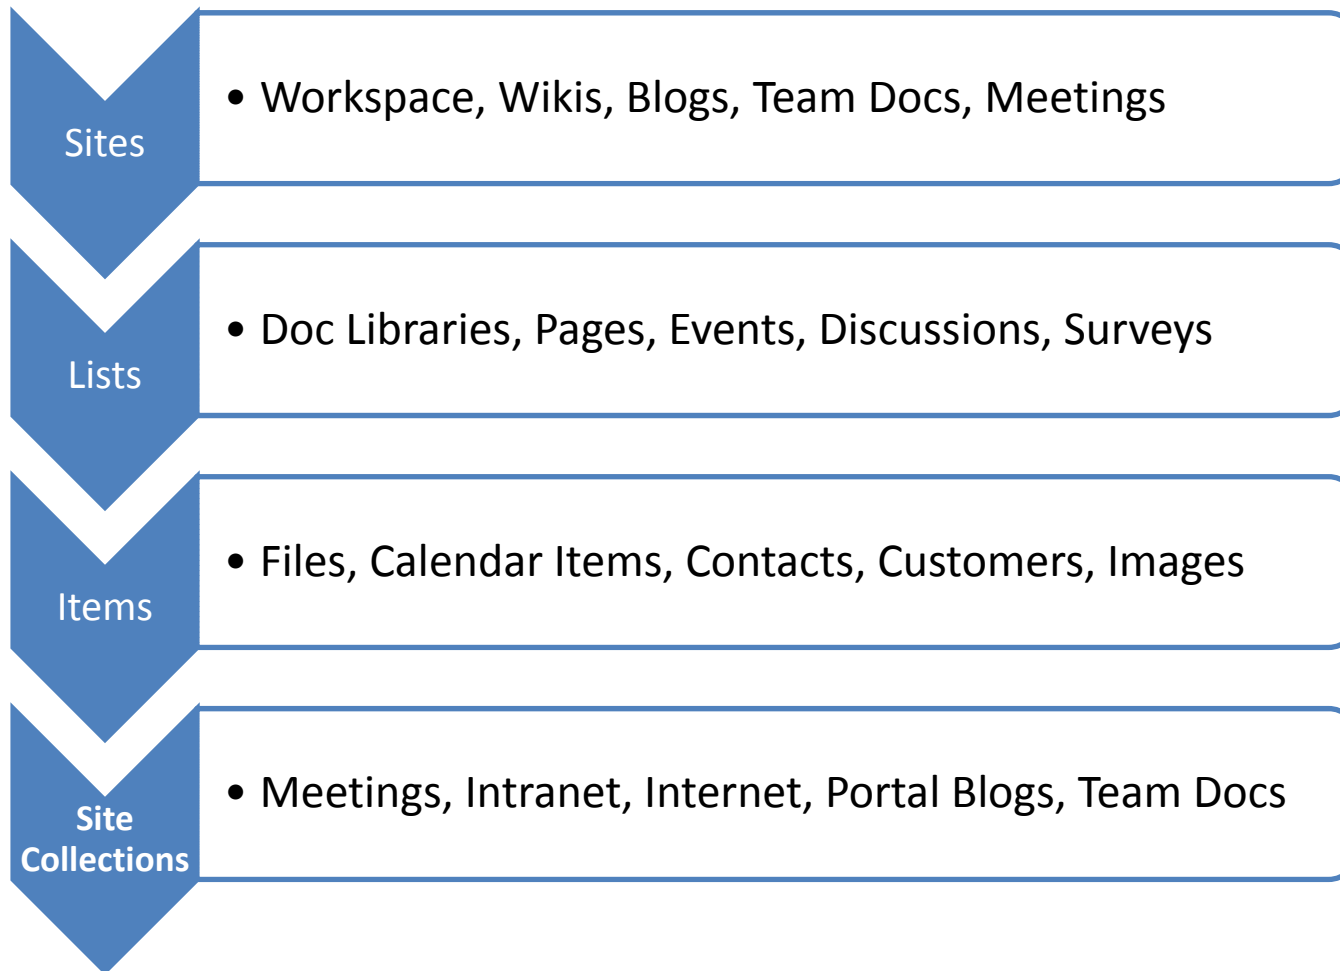 Sites
• Workspace, Wikis, Blogs, Team Docs, Meetings
Lists
• Doc Libraries, Pages, Events, Discussions, Surveys
Items
• Files, Calendar Items, Contacts, Customers, Images
Site
Collections
• Meetings, Intranet, Internet, Portal Blogs, Team Docs